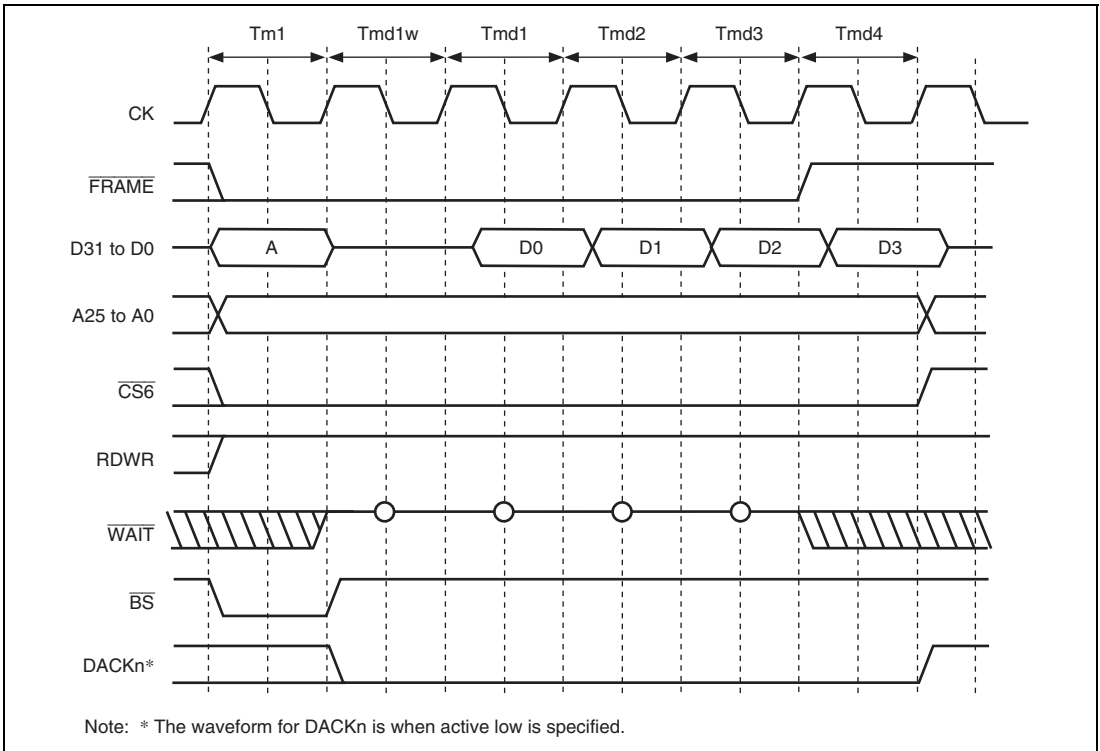 Tm1 Tmd1w Tmd1 Tmd2 Tmd3 Tmd4
CK
FRAME
D31 to D0 A D0 D1 D2 D3
A25 to A0
CS6
RDWR
WAIT
BS
DACKn*
Note: * The waveform for DACKn is when active low is specified.